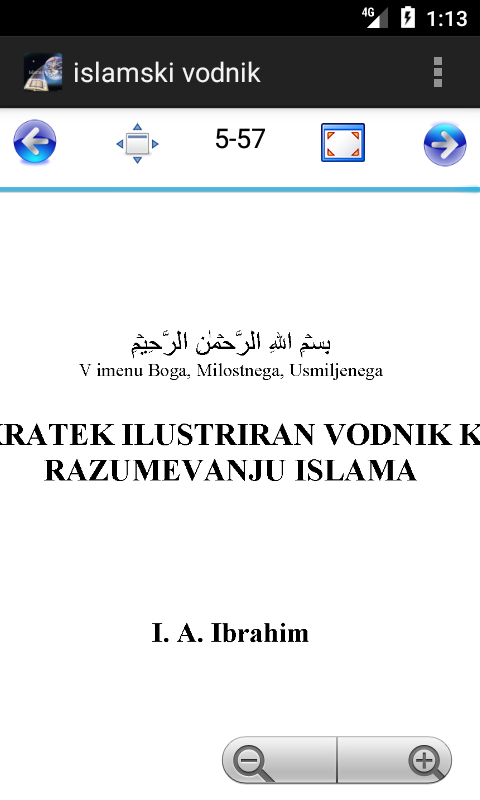 4G 1:13
islamski vodnik
5-57
بِسْمِ اللهِ الرَّحْمٰنِ الرَّحِيْمِ
V imenu Boga, Milostnega, Usmiljenega
KRATEK ILUSTRIRAN VODNIK K
RAZUMEVANJU ISLAMA
I. A. Ibrahim